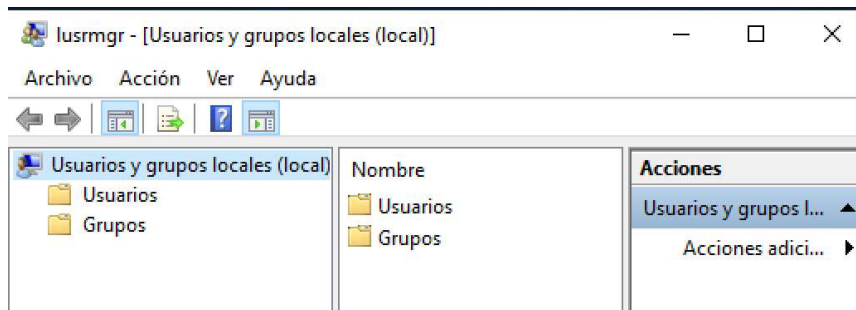 lusrmgr - [Usuarios y grupos locales (local)]
Archivo Acción Ver Ayuda
Usuarios y grupos locales (local)
Usuarios
Grupos
Nombre
Usuarios
Grupos
Acciones
Usuarios y grupos l...
Acciones adici...